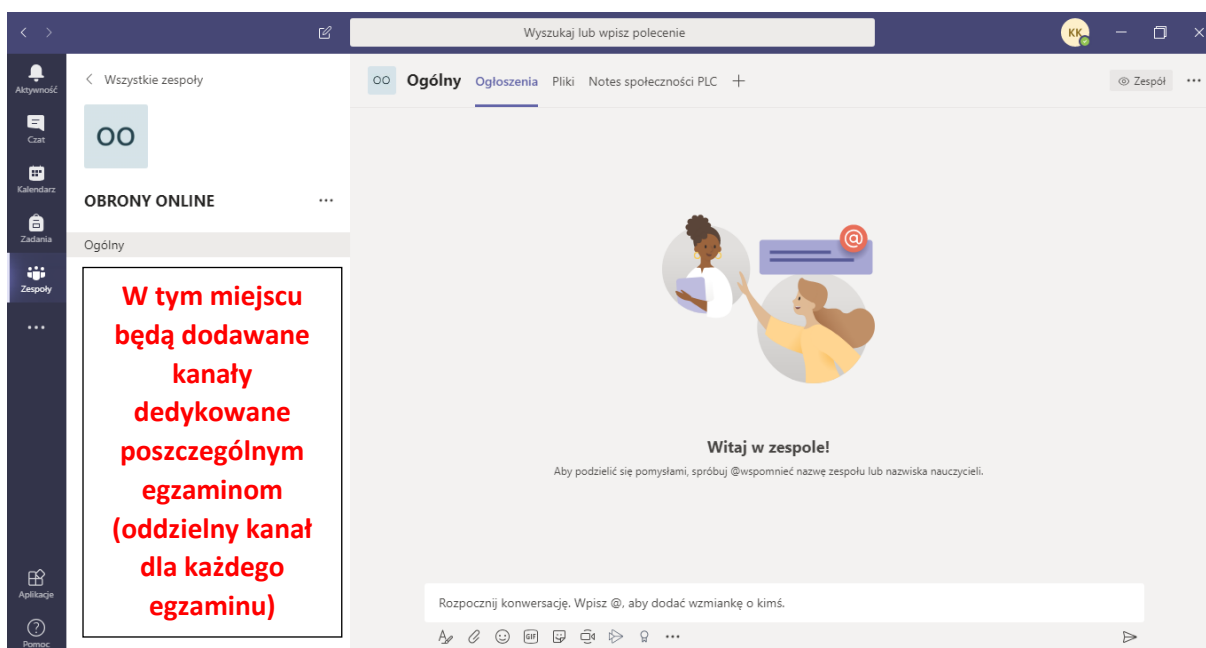 Wyszukaj lub wpisz polecenie
KK
Aktywność
Czat
Kalendarz
Zadania
Zespoły
Aplikacje
Pomoc
Wszystkie zespoły
OO
OBRONY ONLINE
Ogólny
W tym miejscu
będą dodawane
kanały
dedykowane
poszczególnym
egzaminom
(oddzielny kanał
dla każdego
egzaminu)
OO Ogólny Ogłoszenia Pliki Notes społeczności PLC
Zespół
@
Witaj w zespole!
Aby podzielić się pomysłami, spróbuj @wspomnieć nazwę zespołu lub nazwiska nauczycieli.
Rozpocznij konwersację. Wpisz @, aby dodać wzmiankę o kimś.
GIF